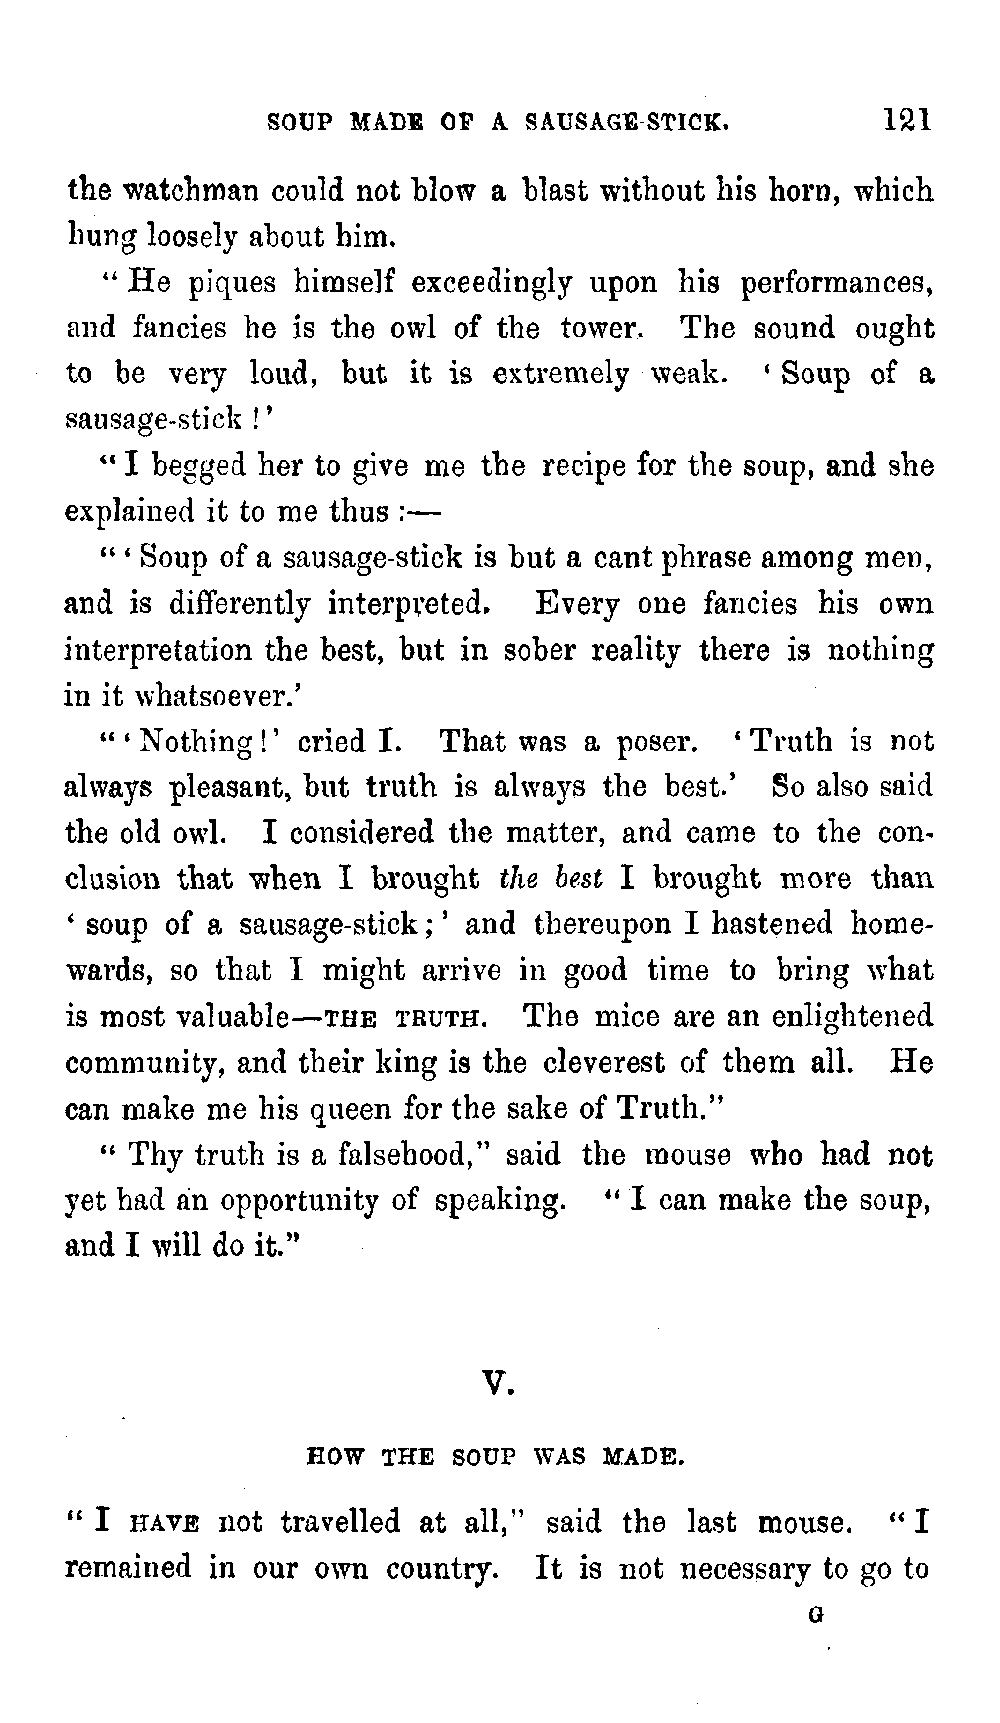 SOUP MADE OF A SAUSAGE-STICK. 121
the watchman could not blow a blast without his horn, which
hung loosely about him.
“ He piques himself exceedingly upon his performances,
and fancies he is the owl of the tower. The sound ought
to be very loud, but it is extremely weak. ‘ Soup of a
sausage-stick !’
“ I begged her to give me the recipe for the soup, and she
explained it to me thus :—
“ ‘ Soup of a sausage-stick is but a cant phrase among men,
and is differently interpreted. Every one fancies his own
interpretation the best, but in sober reality there is nothing
in it whatsoever.’
“ ‘ Nothing !’ cried I. That was a poser. ‘ Truth is not
always pleasant, but truth is always the best.’ So also said
the old owl. I considered the matter, and came to the con-
clusion that when I brought the best I brought more than
‘ soup of a sausage-stick ; ’ and thereupon I hastened home-
wards, so that I might arrive in good time to bring what
is most valuable—THE TRUTH. The mice are an enlightened
community, and their king is the cleverest of them all. He
can make me his queen for the sake of Truth.”
“ Thy truth is a falsehood,” said the mouse who had not
yet had an opportunity of speaking. “ I can make the soup,
and I will do it.”
V.
HOW THE SOUP WAS MADE.
“ I HAVE not travelled at all,” said the last mouse. “ I
remained in our own country. It is not necessary to go to
G